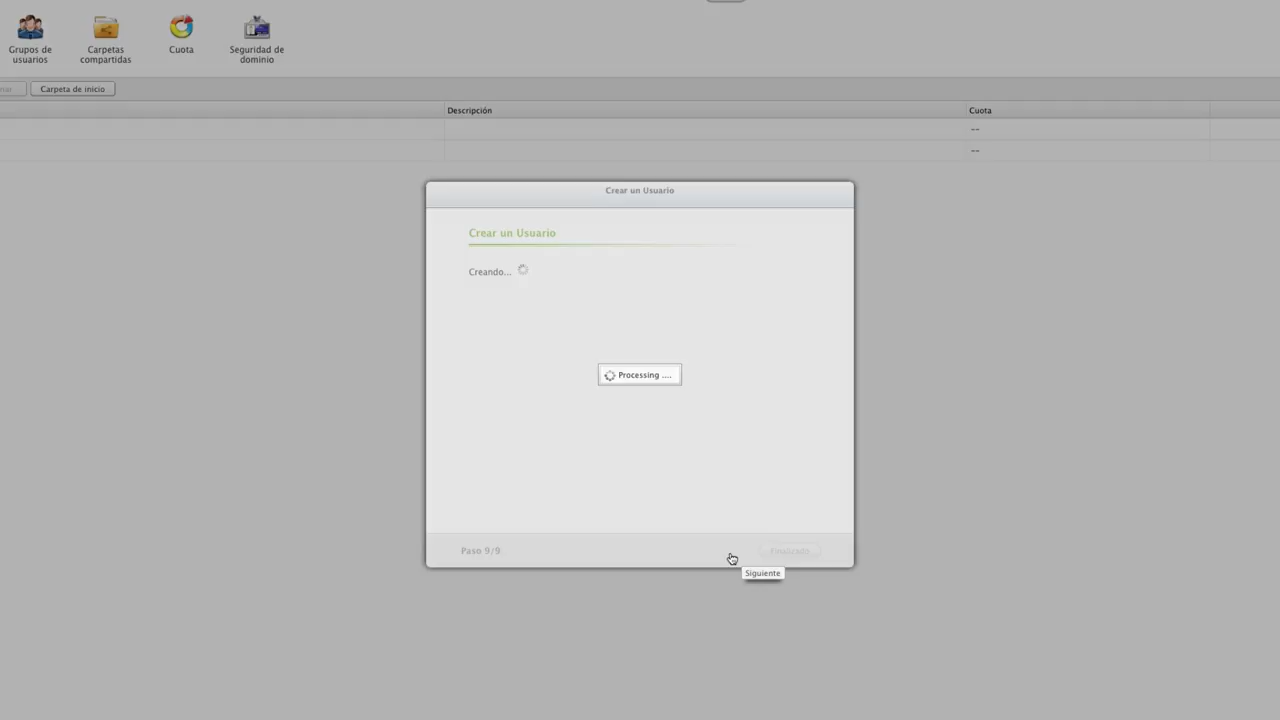 Grupos de
usuarios
Carpetas
compartidas
Cuota
Seguridad de
dominio
Carpeta de inicio
Descripción
Cuota
--
--
Crear un Usuario
Crear un Usuario
Creando...
Processing ....
Paso 9/9
Finalizado
Siguiente